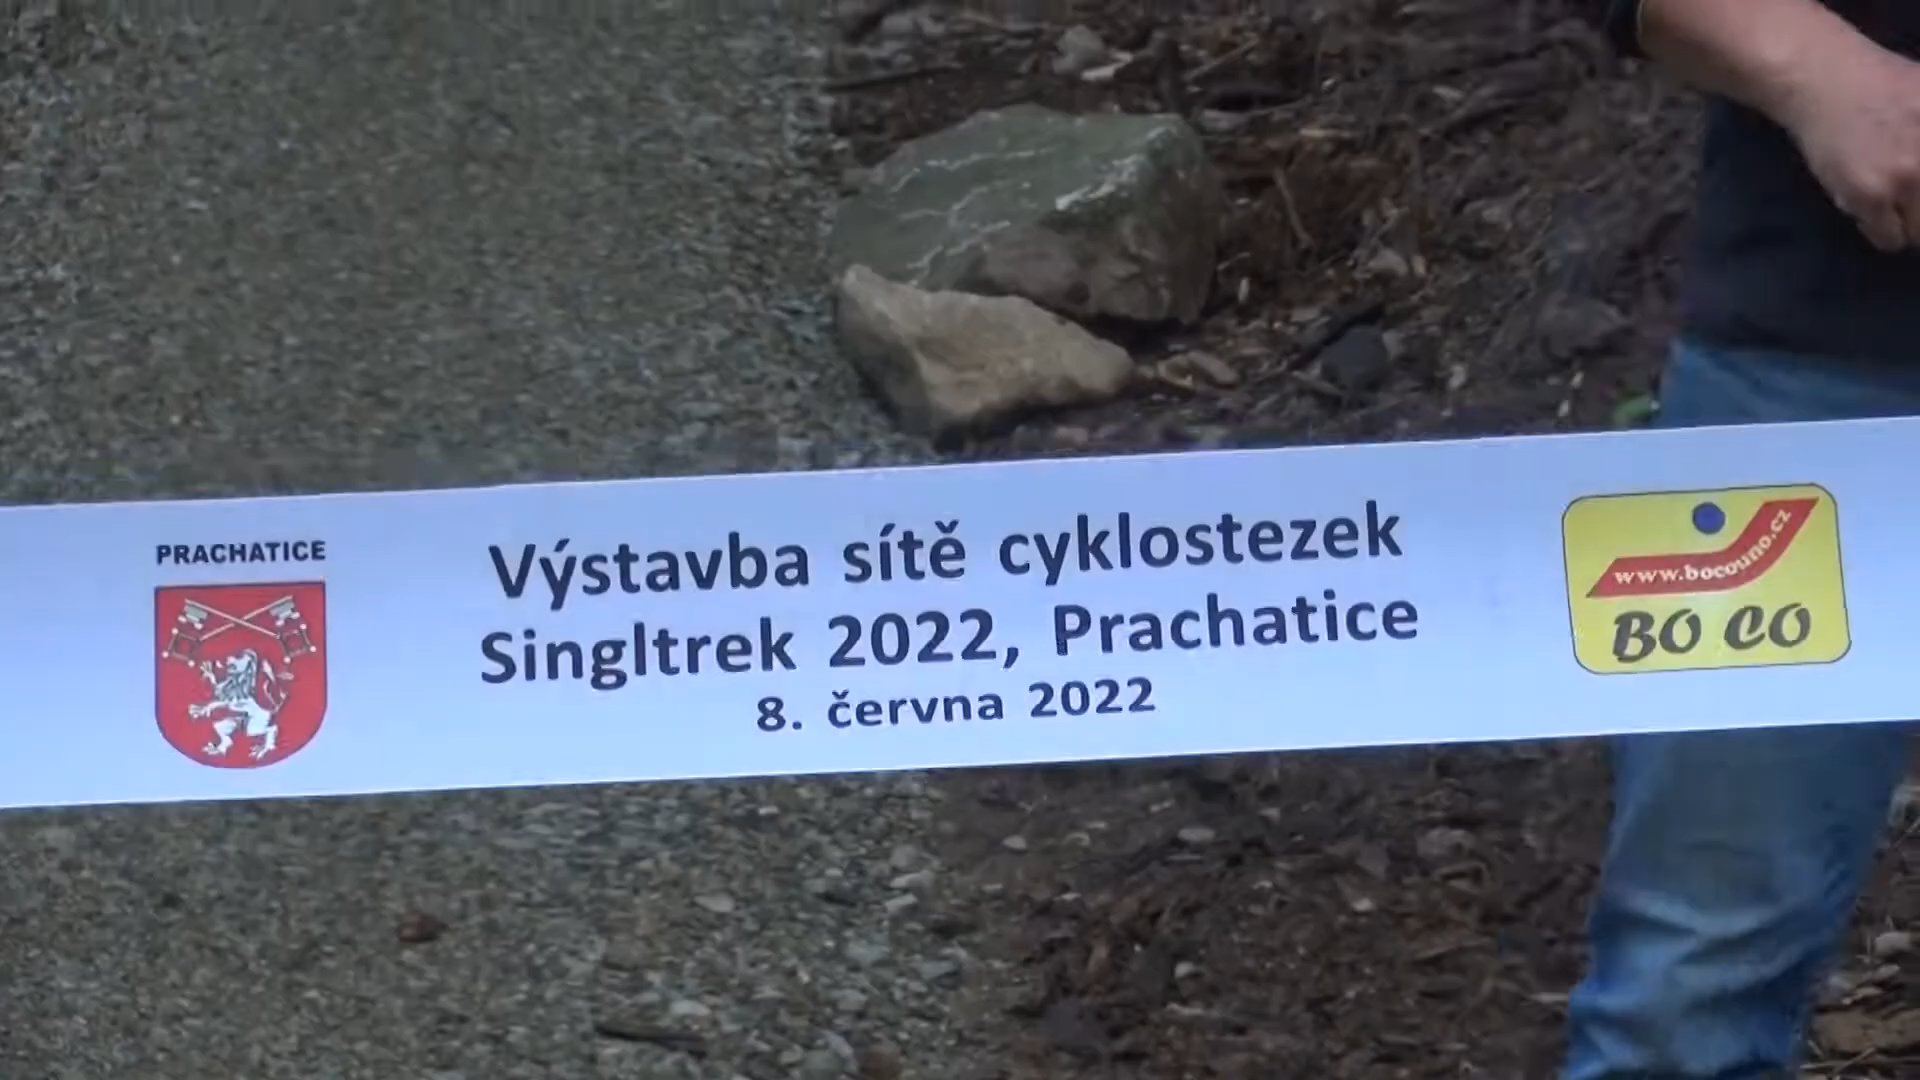 PRACHATICE
Výstavba sítě cyklostezek
Singltrek 2022, Prachatice
8. června 2022
www.bocouno.cz
BO CO